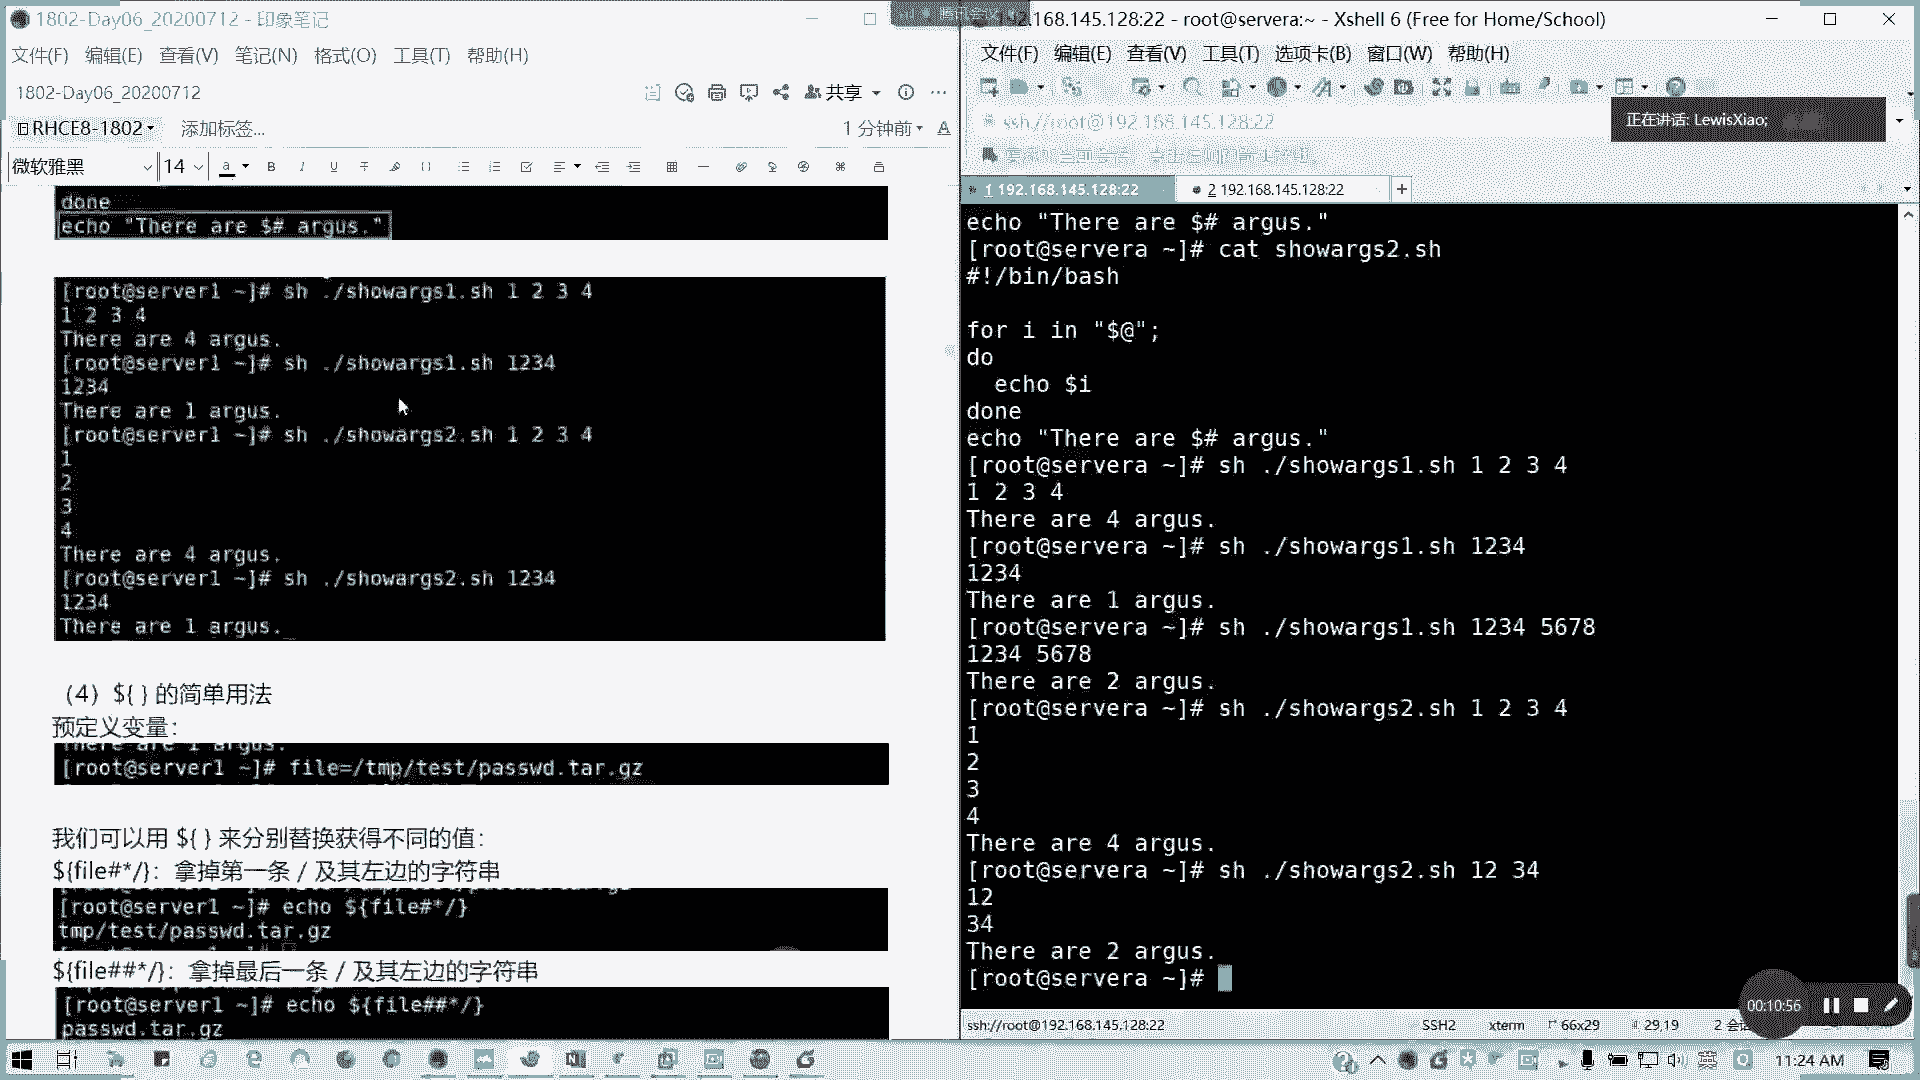 1802-Day06_20200712 - 印象笔记
文件(F) 编辑(E) 查看(V) 笔记(N) 格式(O) 工具(T) 帮助(H)
1802-Day06_20200712
共享
RHCE8-1802 添加标签...
1 分钟前
微软雅黑 14
done
echo "There are $# argus."
[root@server1 ~]# sh ./showargs1.sh 1 2 3 4
1 2 3 4
There are 4 argus.
[root@server1 ~]# sh ./showargs1.sh 1234
1234
There are 1 argus.
[root@server1 ~]# sh ./showargs2.sh 1 2 3 4
1
2
3
4
There are 4 argus.
[root@server1 ~]# sh ./showargs2.sh 1234
1234
There are 1 argus.
（4）${ } 的简单用法
预定义变量：
There are 1 argus.
[root@server1 ~]# file=/tmp/test/passwd.tar.gz
我们可以用 ${ } 来分别替换获得不同的值：
${file#*/}：拿掉第一条 / 及其左边的字符串
[root@server1 ~]# echo ${file#*/}
tmp/test/passwd.tar.gz
${file##*/}：拿掉最后一条 / 及其左边的字符串
[root@server1 ~]# echo ${file##*/}
passwd.tar.gz
192.168.145.128:22 - root@servera:~ - Xshell 6 (Free for Home/School)
文件(F) 编辑(E) 查看(V) 工具(T) 选项卡(B) 窗口(W) 帮助(H)
ssh://root@192.168.145.128:22
正在讲话: LewisXiao;
1 192.168.145.128:22
2 192.168.145.128:22
echo "There are $# argus."
[root@servera ~]# cat showargs2.sh
#!/bin/bash
for i in "$@";
do
echo $i
done
echo "There are $# argus."
[root@servera ~]# sh ./showargs1.sh 1 2 3 4
1 2 3 4
There are 4 argus.
[root@servera ~]# sh ./showargs1.sh 1234
1234
There are 1 argus.
[root@servera ~]# sh ./showargs1.sh 1234 5678
1234 5678
There are 2 argus.
[root@servera ~]# sh ./showargs2.sh 1 2 3 4
1
2
3
4
There are 4 argus.
[root@servera ~]# sh ./showargs2.sh 12 34
12
34
There are 2 argus.
[root@servera ~]#
00:10:56
ssh://root@192.168.145.128:22 SSH2 xterm 66x29 29,19 2 会
英
11:24 AM